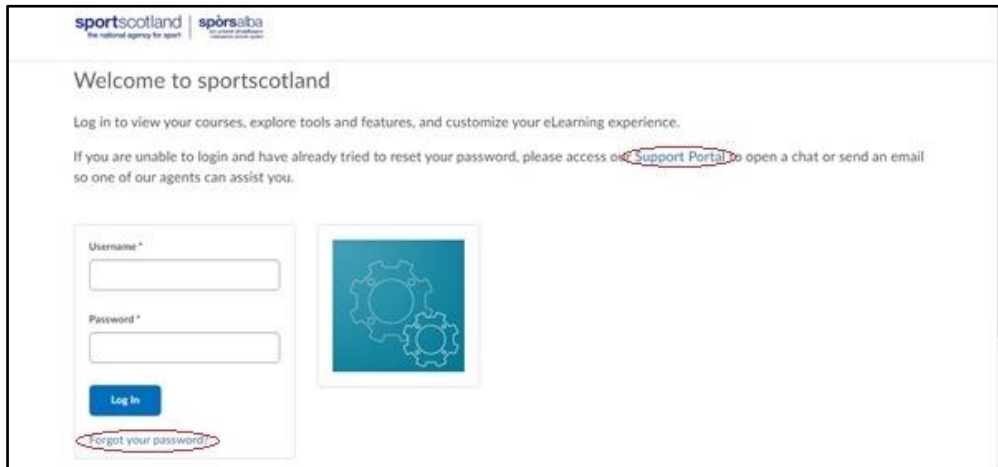 sportscotland spòrsalba
the national agency for sport
Welcome to sportscotland
Log in to view your courses, explore tools and features, and customize your eLearning experience.
If you are unable to login and have already tried to reset your password, please access our Support Portal to open a chat or send an email
so one of our agents can assist you.
Username *
Password *
Log In
Forgot your password?